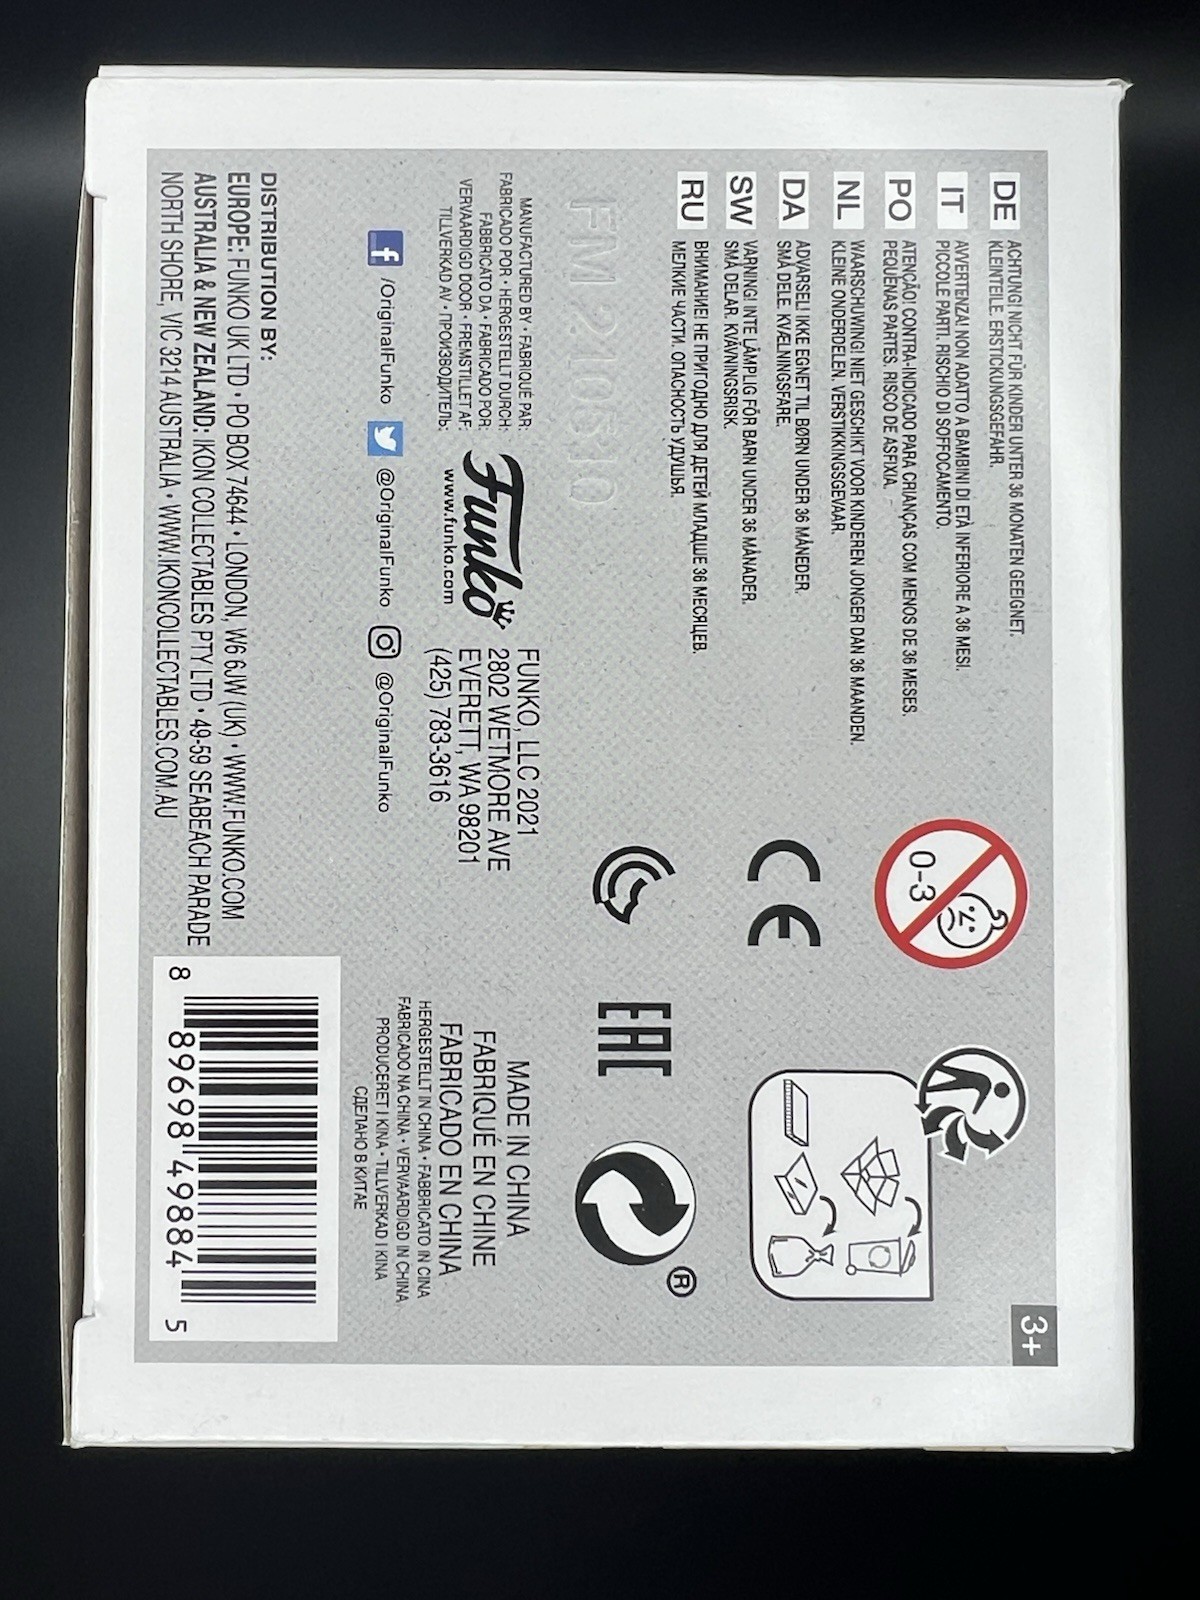 3+
DE ACHTUNG! NICHT FÜR KINDER UNTER 36 MONATEN GEEIGNET.
KLEINTEILE. ERSTICKUNGSGEFAHR.
IT AVVERTENZA! NON ADATTO A BAMBINI DI ETÀ INFERIORE A 36 MESI.
PICCOLE PARTI. RISCHIO DI SOFFOCAMENTO.
PO ATENÇÃO! CONTRA-INDICADO PARA CRIANÇAS COM MENOS DE 36 MESES.
PEQUENAS PARTES. RISCO DE ASFIXIA.
NL WAARSCHUWING! NIET GESCHIKT VOOR KINDEREN JONGER DAN 36 MAANDEN.
KLEINE ONDERDELEN. VERSTIKKINGSGEVAAR.
DA ADVARSEL! IKKE EGNET TIL BØRN UNDER 36 MÅNEDER.
SMÅ DELE. KVÆLNINGSFARE.
SW VARNING! INTE LÄMPLIG FÖR BARN UNDER 36 MÅNADER.
SMÅ DELAR. KVÄVNINGSRISK.
RU ВНИМАНИЕ! НЕ ПРИГОДНО ДЛЯ ДЕТЕЙ МЛАДШЕ 36 МЕСЯЦЕВ.
МЕЛКИЕ ЧАСТИ. ОПАСНОСТЬ УДУШЬЯ.
0-3
CE
EAC
®
FM 210510
MANUFACTURED BY • FABRIQUÉ PAR:
FABRICADO POR • HERGESTELLT DURCH:
FABBRICATO DA • FABRICADO POR:
VERVAARDIGD DOOR • FREMSTILLET AF:
TILLVERKAD AV • ПРОИЗВОДИТЕЛЬ:
Funko
www.funko.com
FUNKO, LLC 2021
2802 WETMORE AVE
EVERETT, WA 98201
(425) 783-3616
MADE IN CHINA
FABRIQUÉ EN CHINE
FABRICADO EN CHINA
HERGESTELLT IN CHINA • FABBRICATO IN CINA
FABRICADO NA CHINA • VERVAARDIGD IN CHINA
PRODUCERET I KINA • TILLVERKAD I KINA
СДЕЛАНО В КИТАЕ
/OriginalFunko @OriginalFunko @OriginalFunko
DISTRIBUTION BY:
EUROPE: FUNKO UK LTD • PO BOX 74644 • LONDON, W6 6JW (UK) • WWW.FUNKO.COM
AUSTRALIA & NEW ZEALAND: IKON COLLECTABLES PTY LTD • 49-59 SEABEACH PARADE
NORTH SHORE, VIC 3214 AUSTRALIA • WWW.IKONCOLLECTABLES.COM.AU
8 89698 49884 5